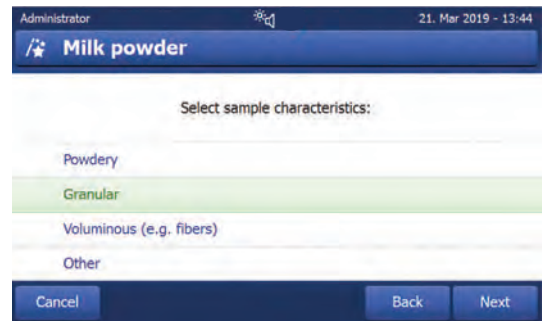 Administrator 21. Mar 2019 - 13:44
Milk powder
Select sample characteristics:
Powdery
Granular
Voluminous (e.g. fibers)
Other
Cancel Back Next